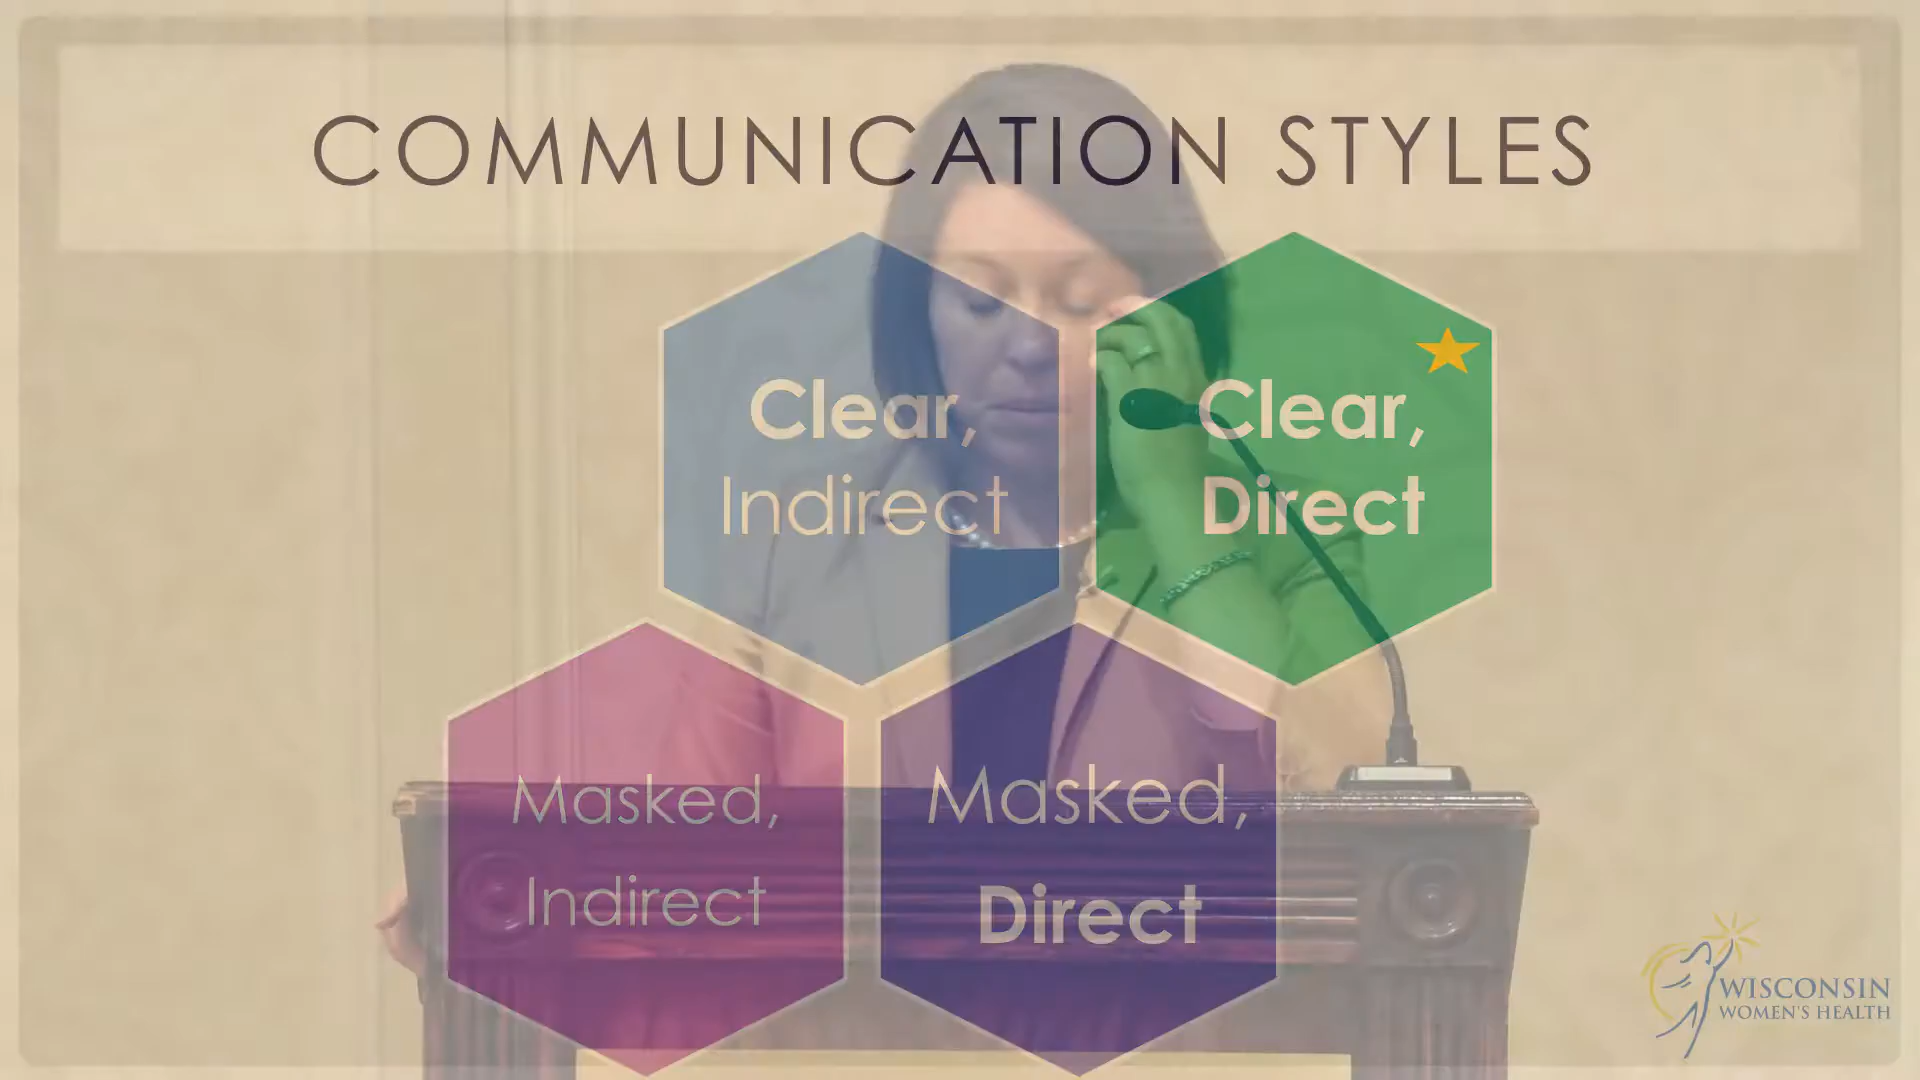 COMMUNICATION STYLES
Clear,
Indirect
Clear,
Direct
Masked,
Indirect
Masked,
Direct
WISCONSIN
WOMEN'S HEALTH